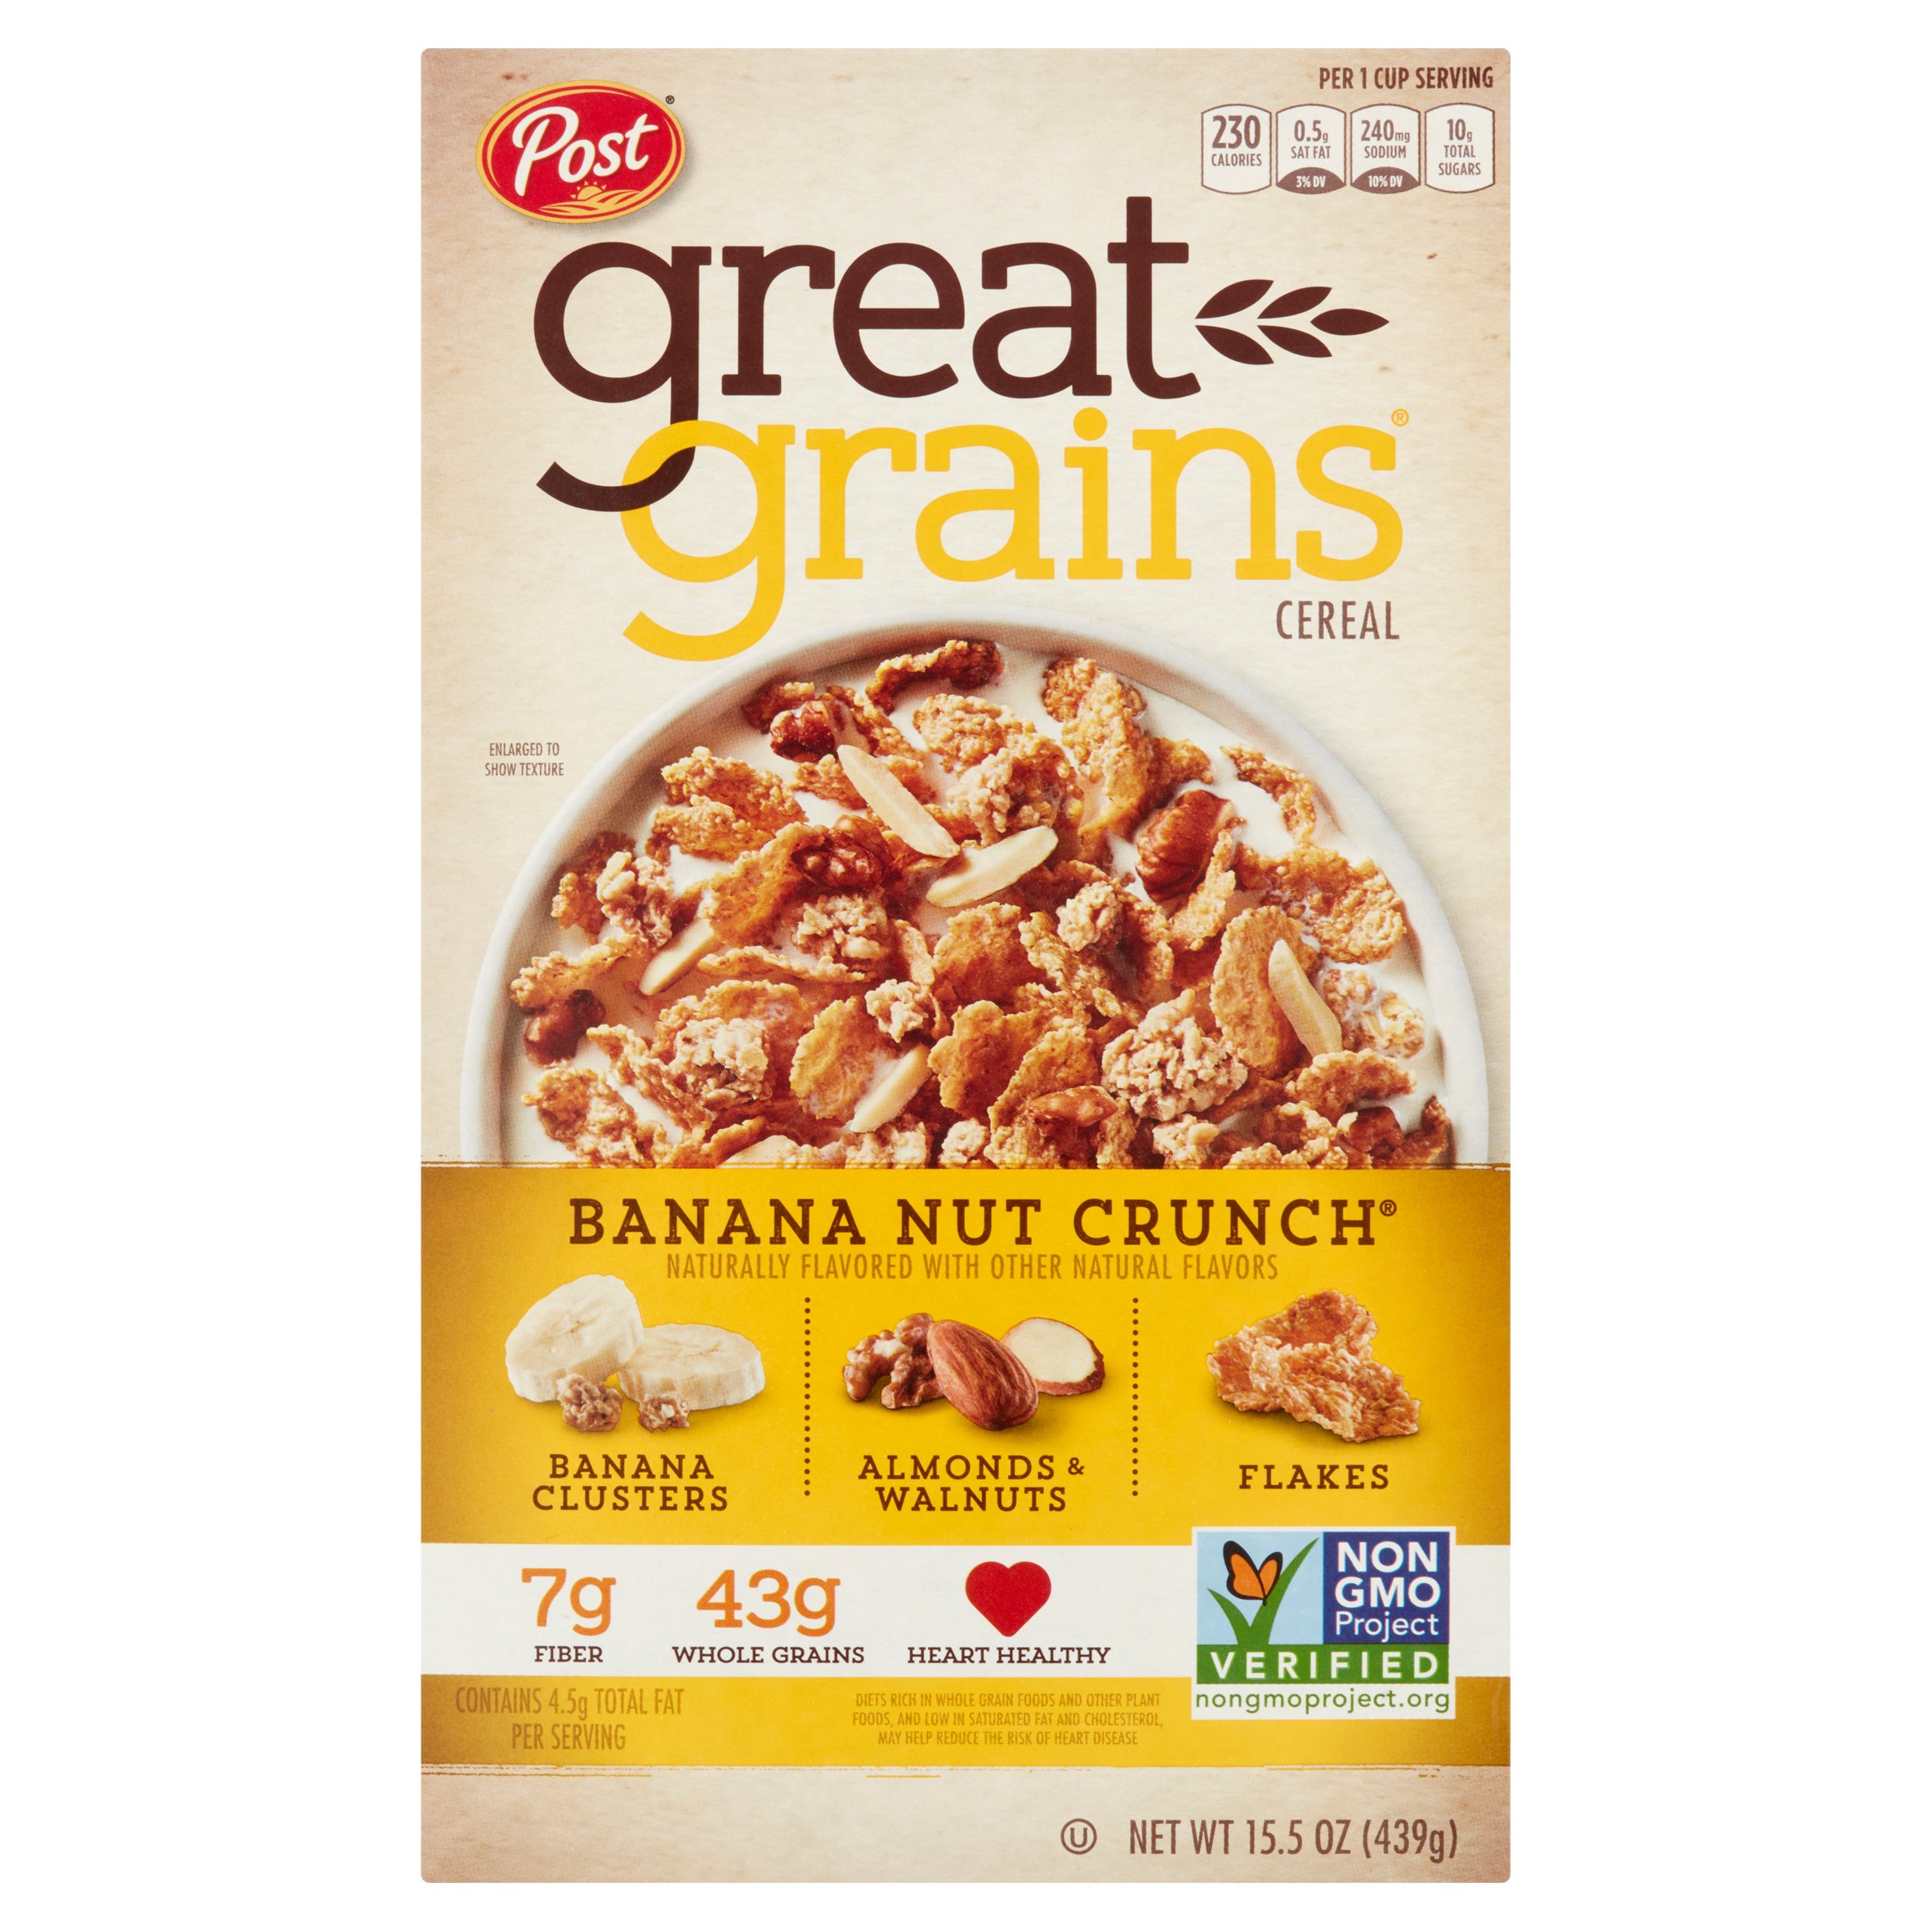 Post®
PER 1 CUP SERVING
230 CALORIES
0.5g SAT FAT 3% DV
240mg SODIUM 10% DV
10g TOTAL SUGARS
great
grains®
CEREAL
ENLARGED TO
SHOW TEXTURE
BANANA NUT CRUNCH®
NATURALLY FLAVORED WITH OTHER NATURAL FLAVORS
BANANA
CLUSTERS
ALMONDS &
WALNUTS
FLAKES
7g
FIBER
43g
WHOLE GRAINS
HEART HEALTHY
NON
GMO
Project
VERIFIED
nongmoproject.org
CONTAINS 4.5g TOTAL FAT
PER SERVING
DIETS RICH IN WHOLE GRAIN FOODS AND OTHER PLANT
FOODS, AND LOW IN SATURATED FAT AND CHOLESTEROL,
MAY HELP REDUCE THE RISK OF HEART DISEASE
U NET WT 15.5 OZ (439g)